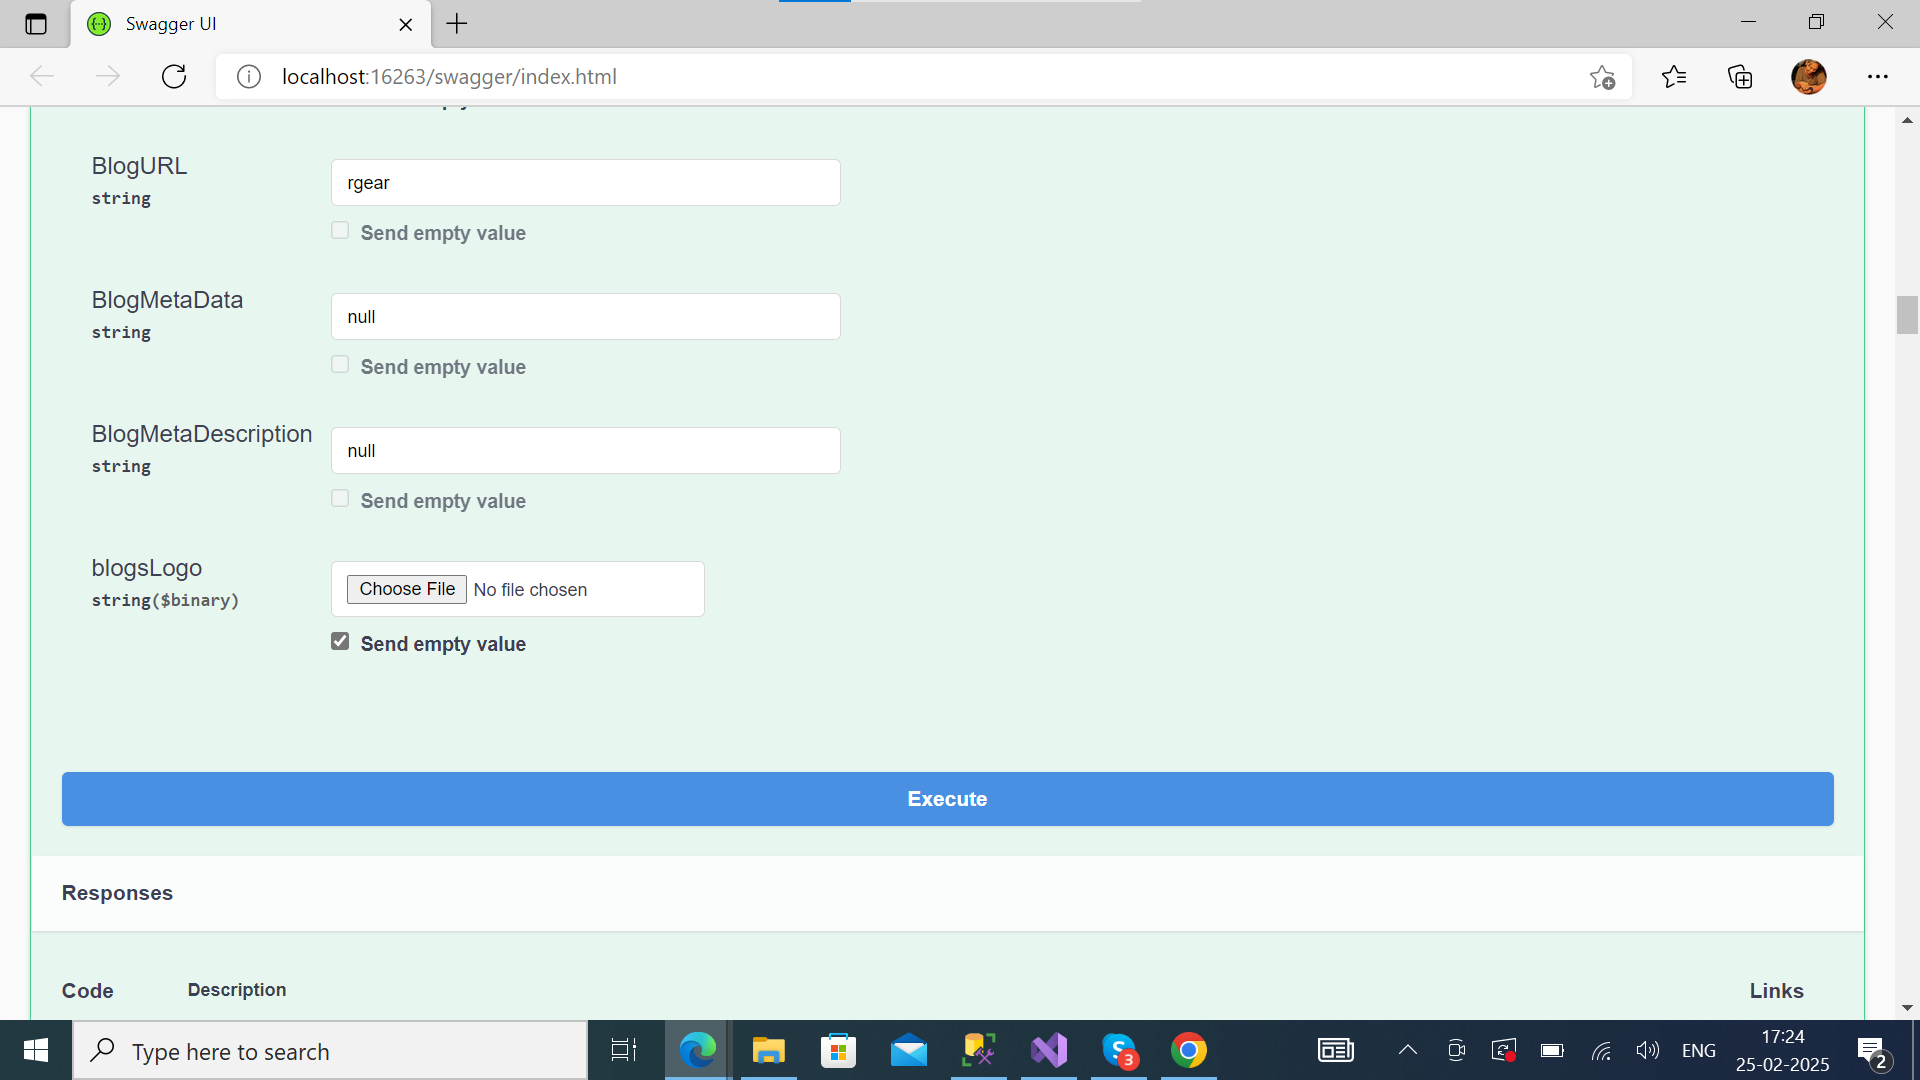 Swagger UI
localhost:16263/swagger/index.html
BlogURL
string
rgear
Send empty value
BlogMetaData
string
null
Send empty value
BlogMetaDescription
string
null
Send empty value
blogsLogo
string($binary)
Choose File No file chosen
Send empty value
Execute
Responses
Code Description Links
Type here to search
3
ENG
17:24
25-02-2025
2